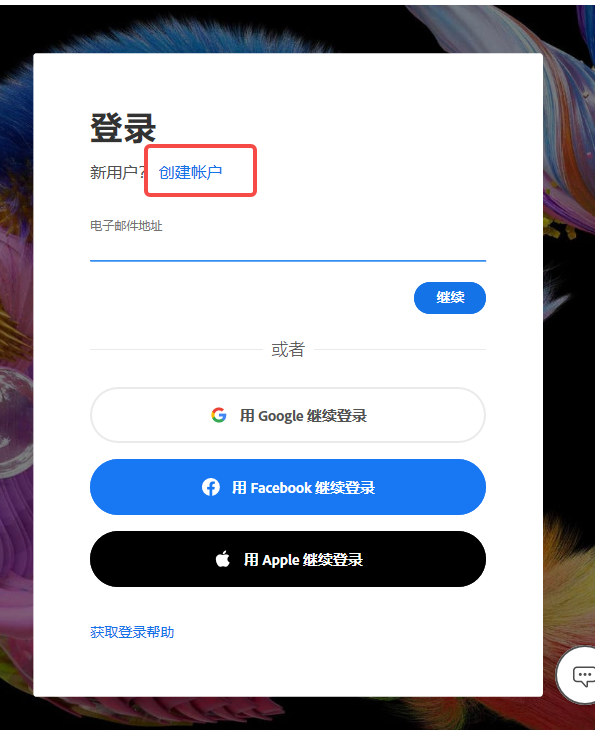 登录
新用户? 创建帐户
电子邮件地址
继续
或者
用 Google 继续登录
用 Facebook 继续登录
用 Apple 继续登录
获取登录帮助